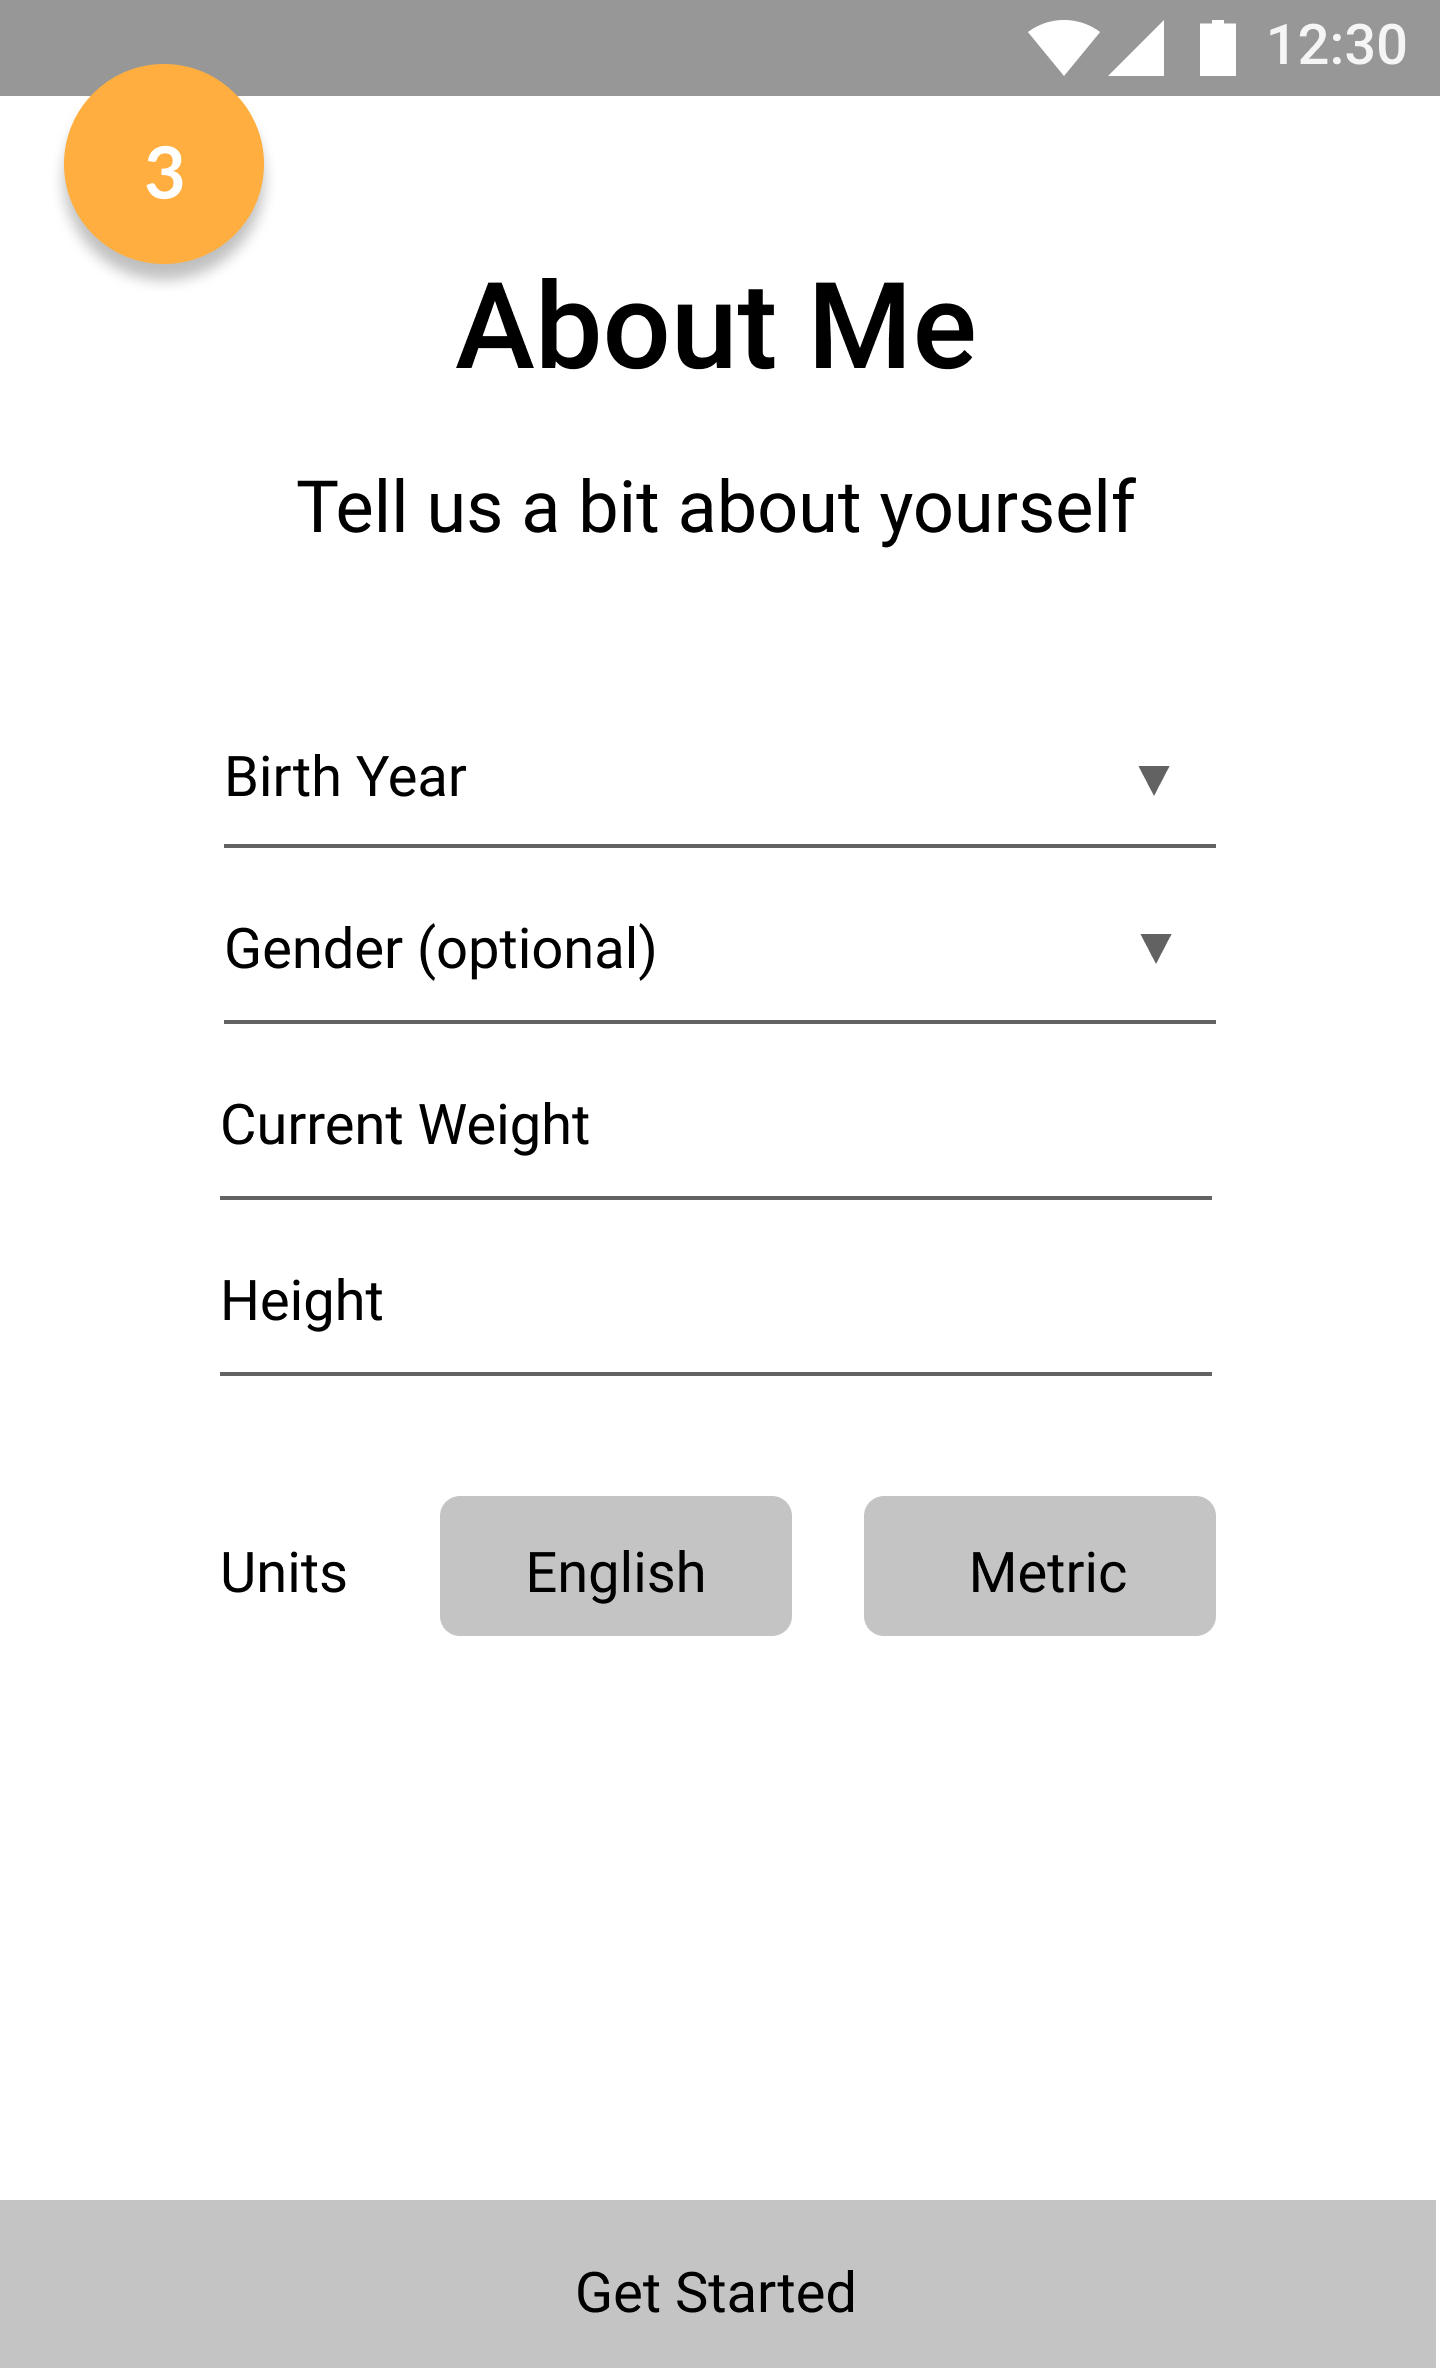 12:30
3
About Me
Tell us a bit about yourself
Birth Year
Gender (optional)
Current Weight
Height
Units English Metric
Get Started